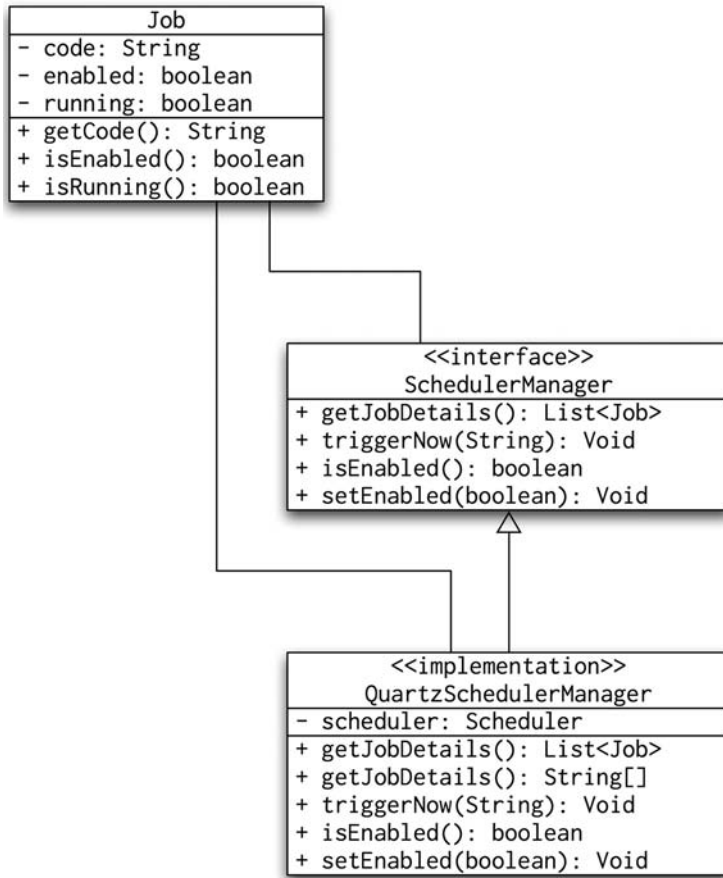 Job
- code: String
- enabled: boolean
- running: boolean
+ getCode(): String
+ isEnabled(): boolean
+ isRunning(): boolean
<<interface>>
SchedulerManager
+ getJobDetails(): List<Job>
+ triggerNow(String): Void
+ isEnabled(): boolean
+ setEnabled(boolean): Void
<<implementation>>
QuartzSchedulerManager
- scheduler: Scheduler
+ getJobDetails(): List<Job>
+ getJobDetails(): String[]
+ triggerNow(String): Void
+ isEnabled(): boolean
+ setEnabled(boolean): Void